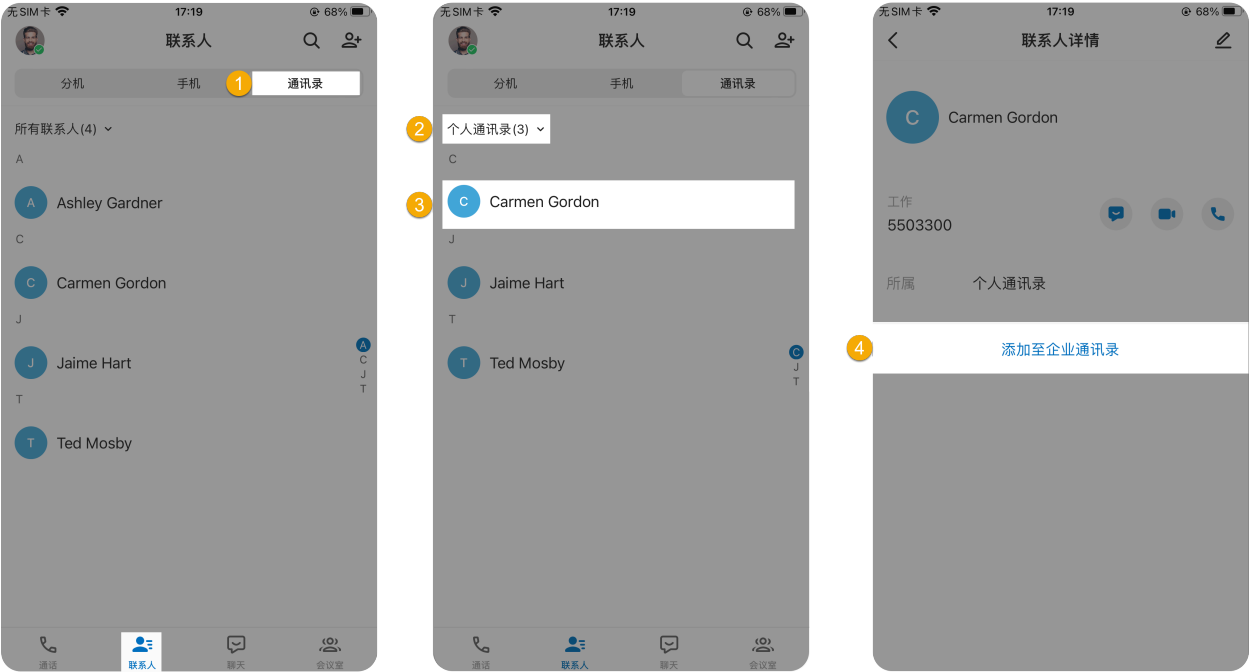 无SIM卡 17:19 68%
联系人
分机 手机 1 通讯录
所有联系人(4)
A
A Ashley Gardner
C
C Carmen Gordon
J
J Jaime Hart
T
T Ted Mosby
A
C
J
T
通话 联系人 聊天 会议室
无SIM卡 17:19 68%
联系人
分机 手机 通讯录
2 个人通讯录(3)
C
3 C Carmen Gordon
J
J Jaime Hart
T
T Ted Mosby
C
J
T
通话 联系人 聊天 会议室
无SIM卡 17:19 68%
联系人详情
C Carmen Gordon
工作
5503300
所属 个人通讯录
4 添加至企业通讯录